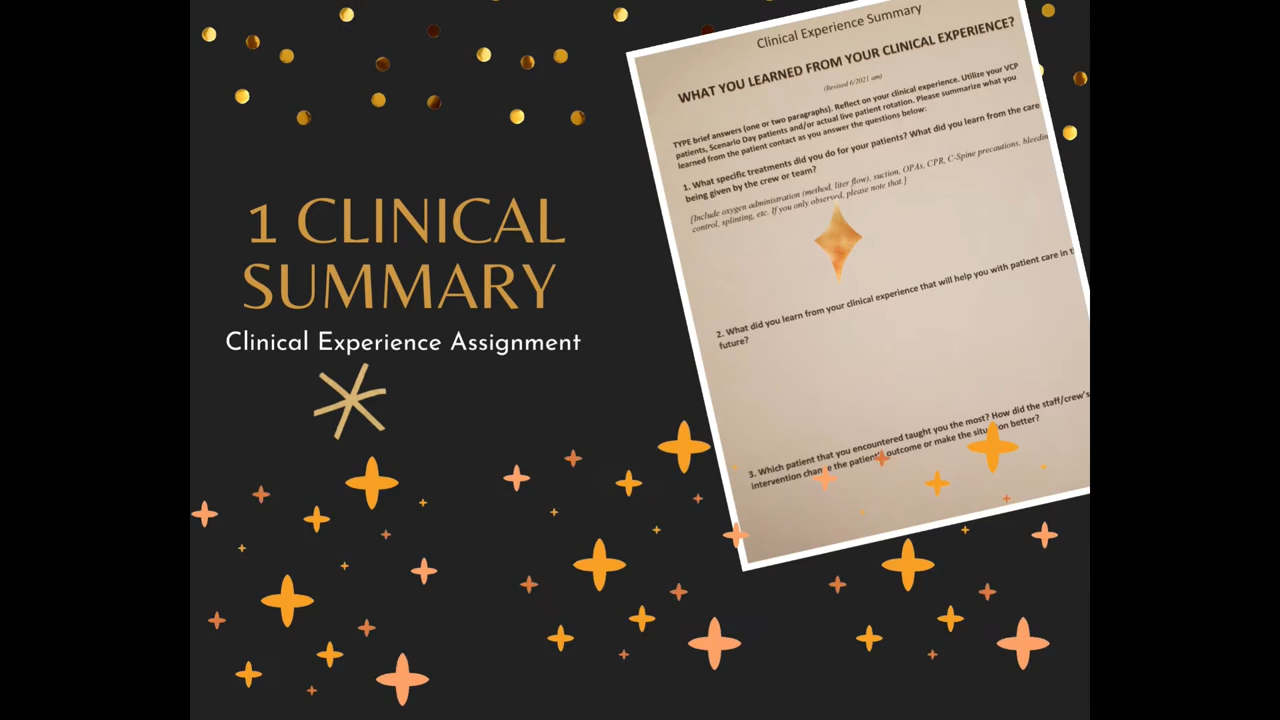 1 CLINICAL
SUMMARY
Clinical Experience Assignment
Clinical Experience Summary
WHAT YOU LEARNED FROM YOUR CLINICAL EXPERIENCE?
(Revised 6/2021 am)
TYPE brief answers (one or two paragraphs). Reflect on your clinical experience. Utilize your VCP
patients, Scenario Day patients and/or actual live patient rotation. Please summarize what you
learned from the patient contact as you answer the questions below:
1. What specific treatments did you do for your patients? What did you learn from the care
being given by the crew or team?
[Include oxygen administration (method, liter flow), suction, OPAs, CPR, C-Spine precautions, bleedin
control, splinting, etc. If you only observed, please note that.]
2. What did you learn from your clinical experience that will help you with patient care in t
future?
3. Which patient that you encountered taught you the most? How did the staff/crew's
intervention change the patient's outcome or make the situation better?